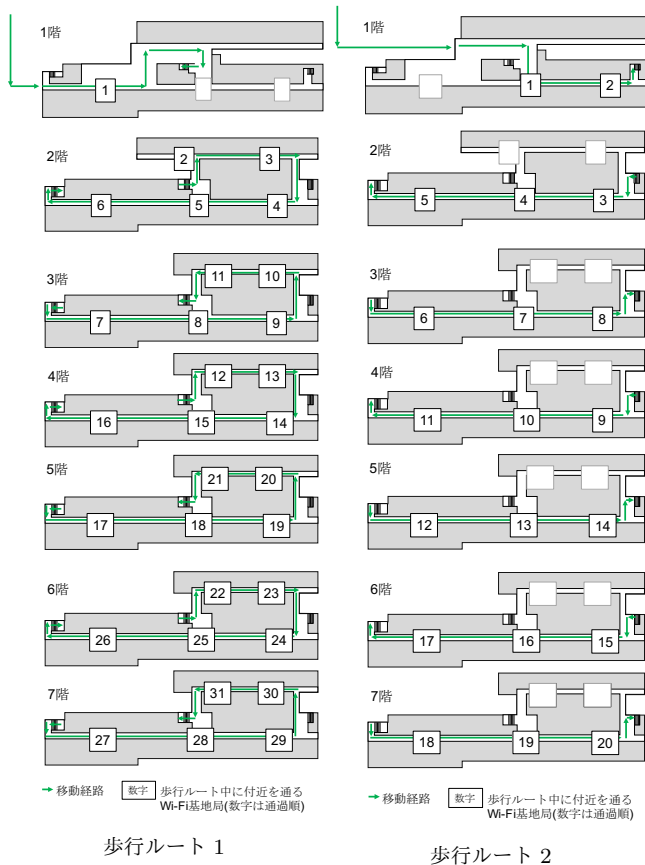 1階
1
2階
2 3
6 5 4
3階
11 10
7 8 9
4階
12 13
16 15 14
5階
21 20
17 18 19
6階
22 23
26 25 24
7階
31 30
27 28 29
移動経路 数字 歩行ルート中に付近を通る
Wi-Fi基地局(数字は通過順)
歩行ルート 1
1階
1 2
2階
5 4 3
3階
6 7 8
4階
11 10 9
5階
12 13 14
6階
17 16 15
7階
18 19 20
移動経路 数字 歩行ルート中に付近を通る
Wi-Fi基地局(数字は通過順)
歩行ルート 2